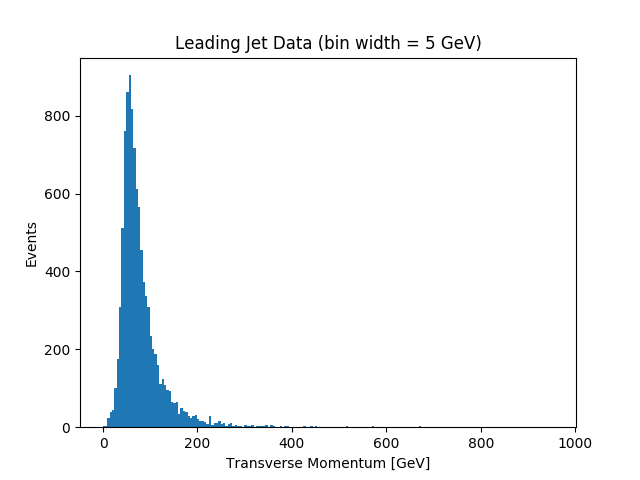 Leading Jet Data (bin width = 5 GeV)
800
600
400
200
0
Events
0 200 400 600 800 1000
Transverse Momentum [GeV]